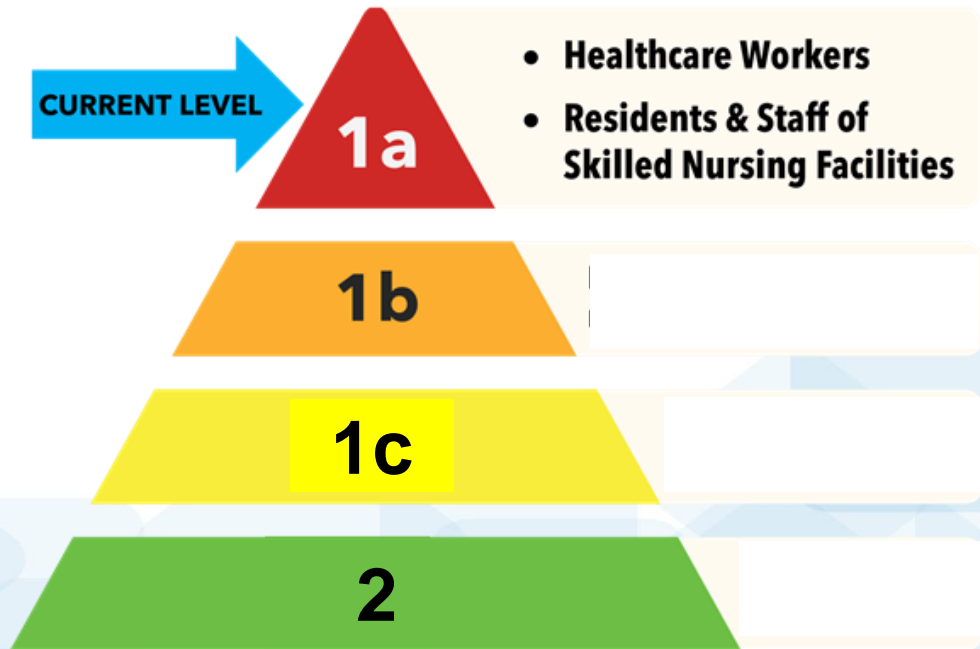 • Healthcare Workers
CURRENT LEVEL
• Residents & Staff of
Skilled Nursing Facilities
1a
1b
1c
2